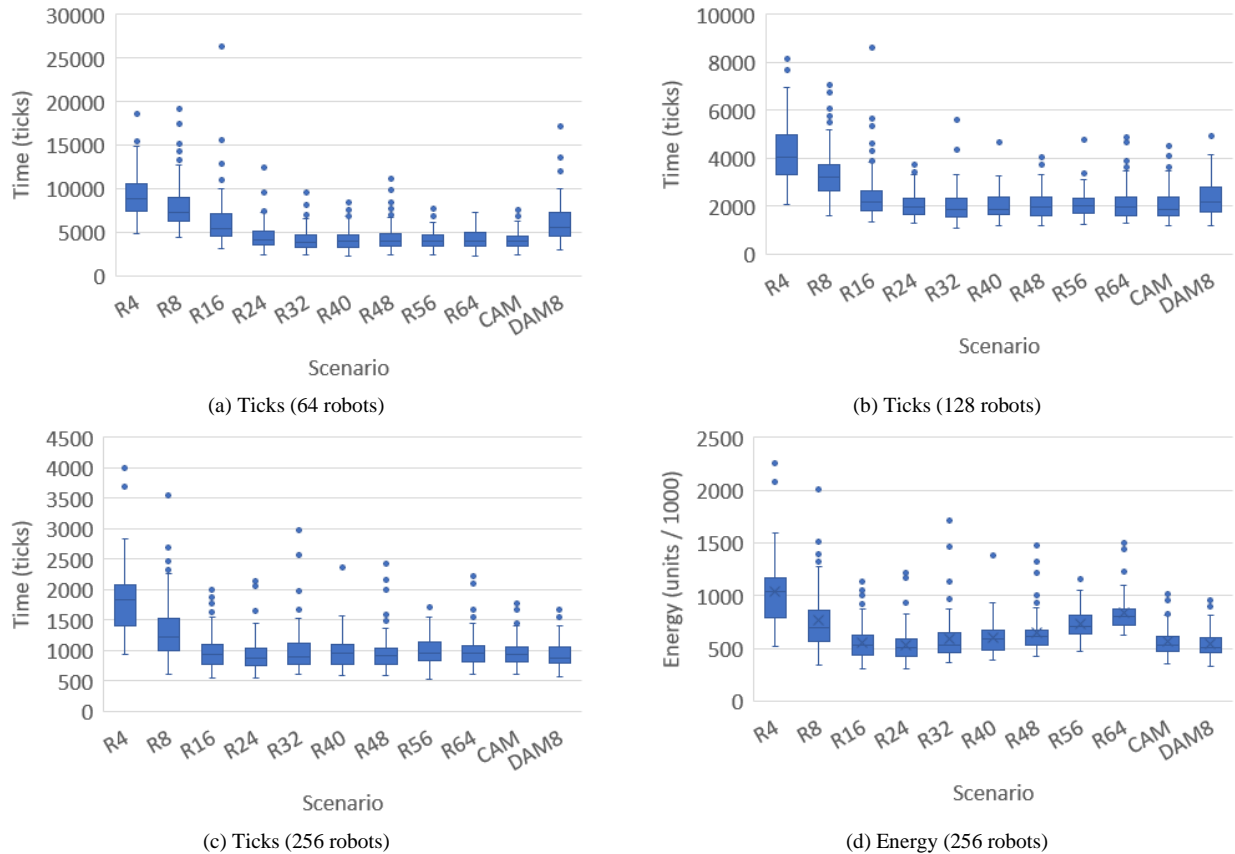 30000
25000
20000
15000
10000
5000
0
Time (ticks)
R4 R8 R16 R24 R32 R40 R48 R56 R64 CAM DAM8
Scenario
(a) Ticks (64 robots)
10000
8000
6000
4000
2000
0
Time (ticks)
R4 R8 R16 R24 R32 R40 R48 R56 R64 CAM DAM8
Scenario
(b) Ticks (128 robots)
4500
4000
3500
3000
2500
2000
1500
1000
500
0
Time (ticks)
R4 R8 R16 R24 R32 R40 R48 R56 R64 CAM DAM8
Scenario
(c) Ticks (256 robots)
2500
2000
1500
1000
500
0
Energy (units / 1000)
R4 R8 R16 R24 R32 R40 R48 R56 R64 CAM DAM8
Scenario
(d) Energy (256 robots)